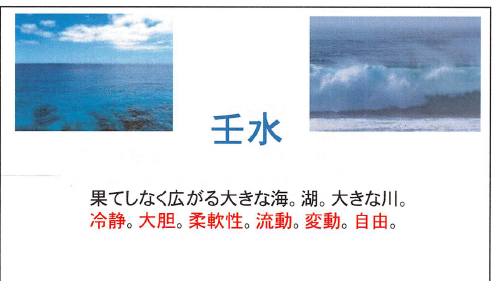 壬水
果てしなく広がる大きな海。湖。大きな川。
冷静。大胆。柔軟性。流動。変動。自由。